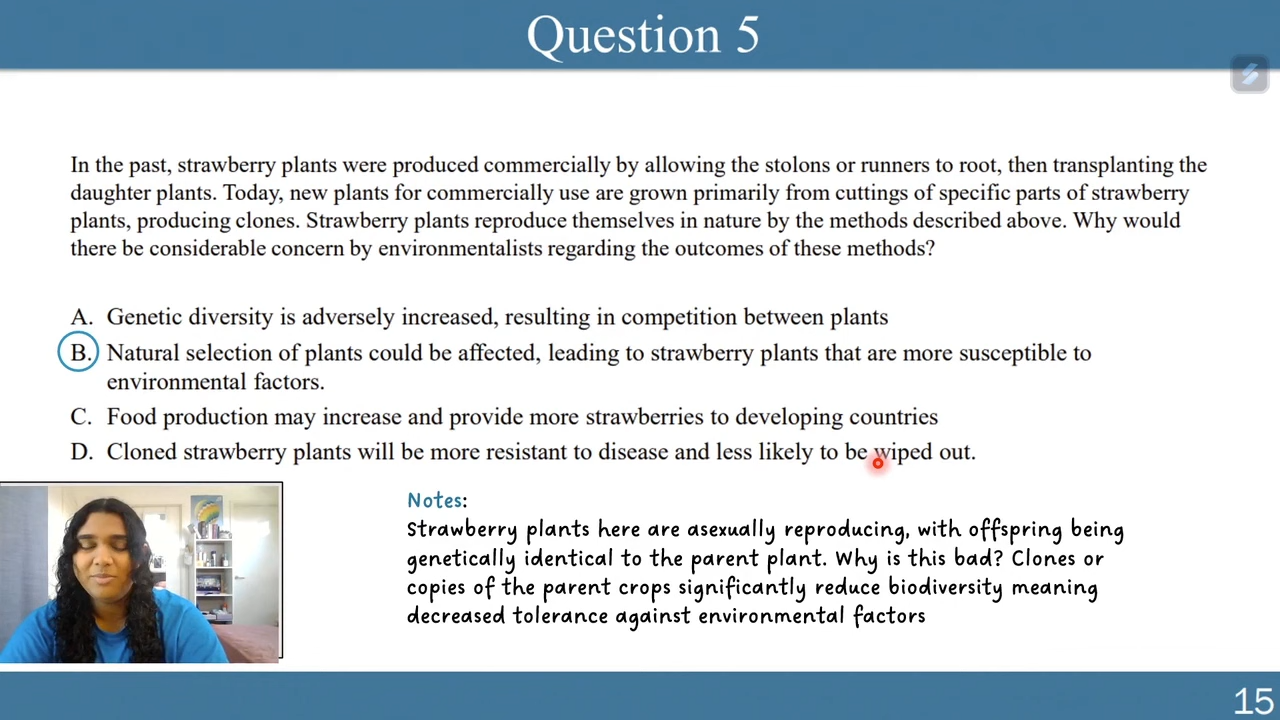 Question 5
In the past, strawberry plants were produced commercially by allowing the stolons or runners to root, then transplanting the
daughter plants. Today, new plants for commercially use are grown primarily from cuttings of specific parts of strawberry
plants, producing clones. Strawberry plants reproduce themselves in nature by the methods described above. Why would
there be considerable concern by environmentalists regarding the outcomes of these methods?
A. Genetic diversity is adversely increased, resulting in competition between plants
B. Natural selection of plants could be affected, leading to strawberry plants that are more susceptible to
environmental factors.
C. Food production may increase and provide more strawberries to developing countries
D. Cloned strawberry plants will be more resistant to disease and less likely to be wiped out.
Notes:
Strawberry plants here are asexually reproducing, with offspring being
genetically identical to the parent plant. Why is this bad? Clones or
copies of the parent crops significantly reduce biodiversity meaning
decreased tolerance against environmental factors
15